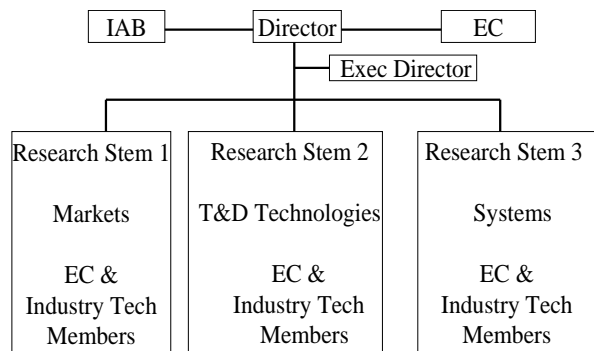 IAB
Director
EC
Exec Director
Research Stem 1
Markets
EC &
Industry Tech
Members
Research Stem 2
T&D Technologies
EC &
Industry Tech
Members
Research Stem 3
Systems
EC &
Industry Tech
Members